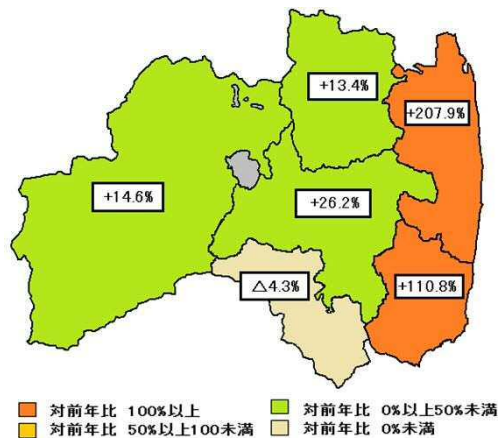 +13.4%
+207.9%
+14.6%
+26.2%
△4.3%
+110.8%
対前年比 100%以上
対前年比 0%以上50%未満
対前年比 50%以上100未満
対前年比 0%未満